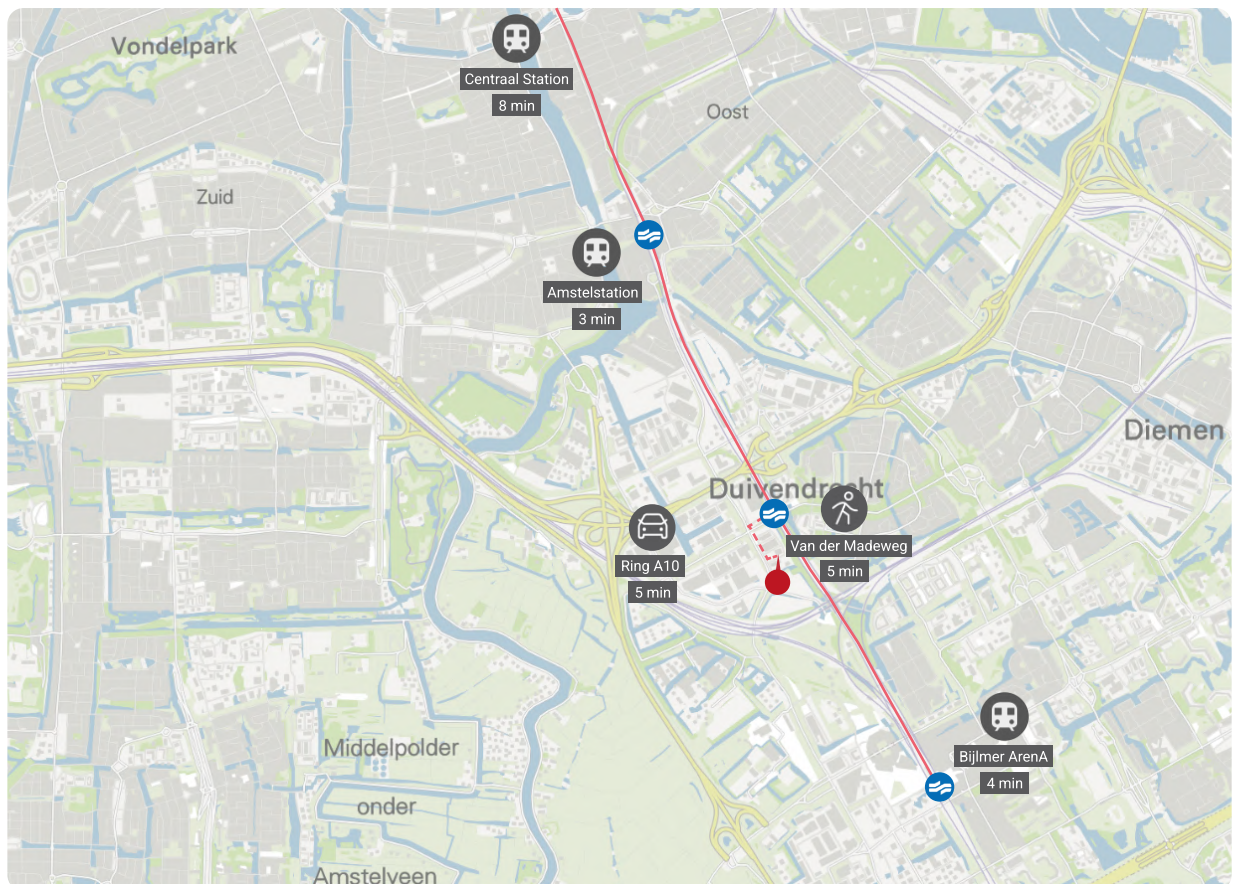 Vondelpark
Centraal Station
8 min
Oost
Zuid
Amstelstation
3 min
Diemen
Duivendrecht
Van der Madeweg
5 min
Ring A10
5 min
Middelpolder
onder
Amstelveen
Bijlmer ArenA
4 min